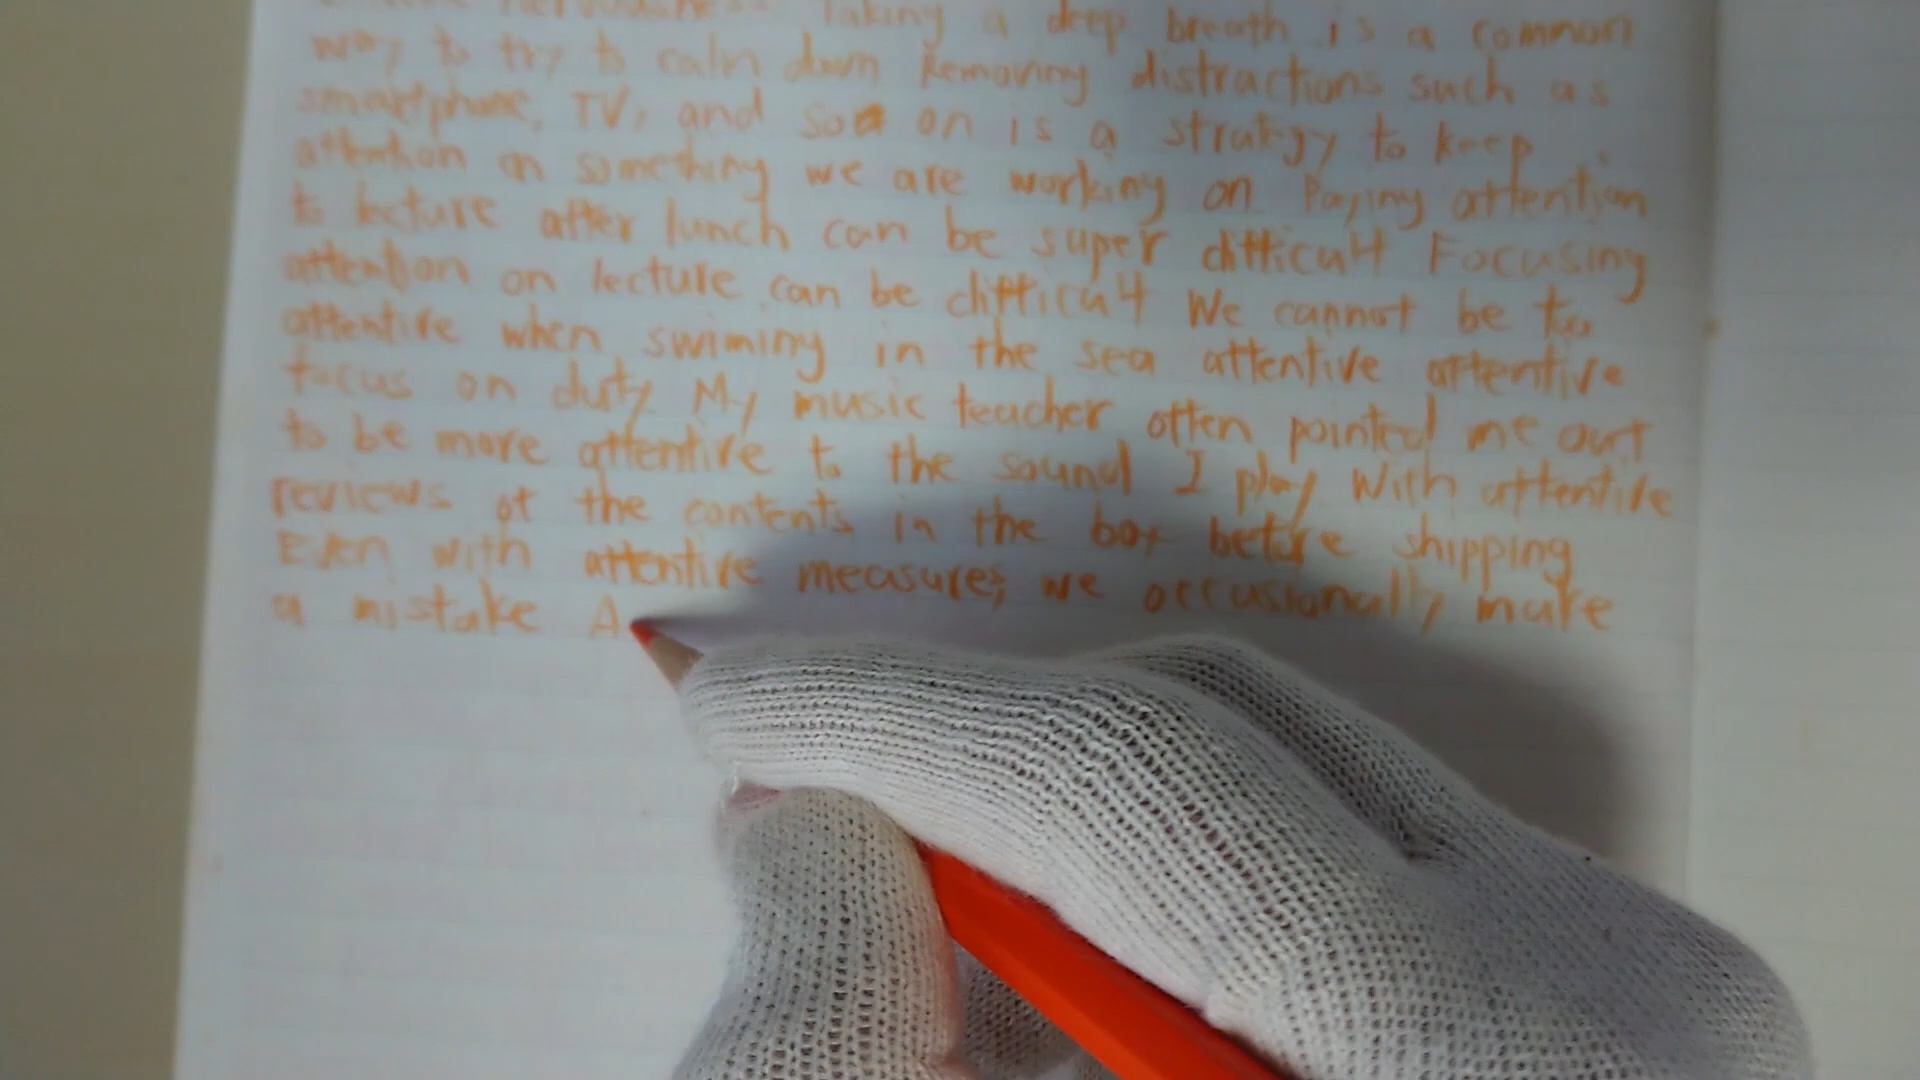 nervousness Taking a deep breath is a common
way to try to calm down Removing distractions such as
smartphone, TV, and soa on is a strategy to keep
attention on something we are working on Paying attention
to lecture after lunch can be super difficult Focusing
attention on lecture can be difficult We cannot be too
attentive when swiming in the sea attentive attentive
focus on duty My music teacher often pointed me out
to be more attentive to the sound I play With attentive
reviews of the contents in the box before shipping
Even with attentive measures, we occusionally make
a mistake A